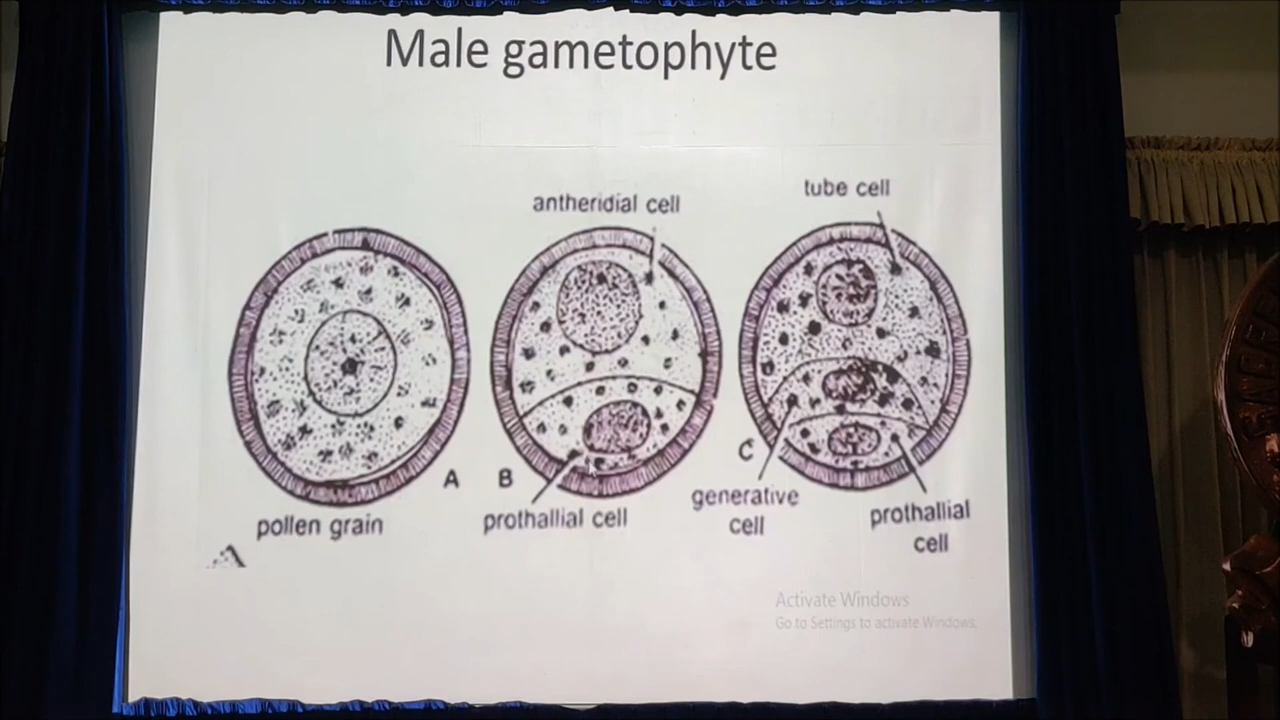 Male gametophyte
antheridial cell
tube cell
A
B
C
pollen grain
prothallial cell
generative
cell
prothallial
cell
Activate Windows
Go to Settings to activate Windows.